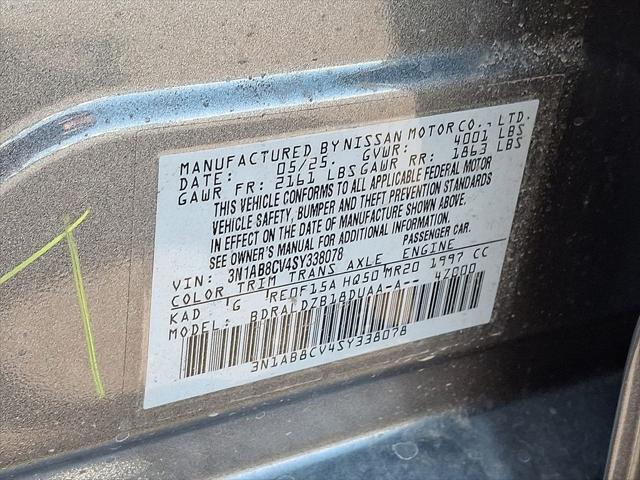 MANUFACTURED BY NISSAN MOTOR CO., LTD.
DATE: 05/25. GVWR: 4001 LBS
GAWR FR: 2161 LBS GAWR RR: 1863 LBS
THIS VEHICLE CONFORMS TO ALL APPLICABLE FEDERAL MOTOR
VEHICLE SAFETY, BUMPER AND THEFT PREVENTION STANDARDS
IN EFFECT ON THE DATE OF MANUFACTURE SHOWN ABOVE.
SEE OWNER'S MANUAL FOR ADDITIONAL INFORMATION.
VIN: 3N1AB8CV4SY338078 PASSENGER CAR.
COLOR TRIM TRANS AXLE ENGINE
KAD G RE0F15A HQ50 MR20 1997 CC
MODEL: BDRALDZB18DUAA-A-- 47000
3N1AB8CV4SY338078